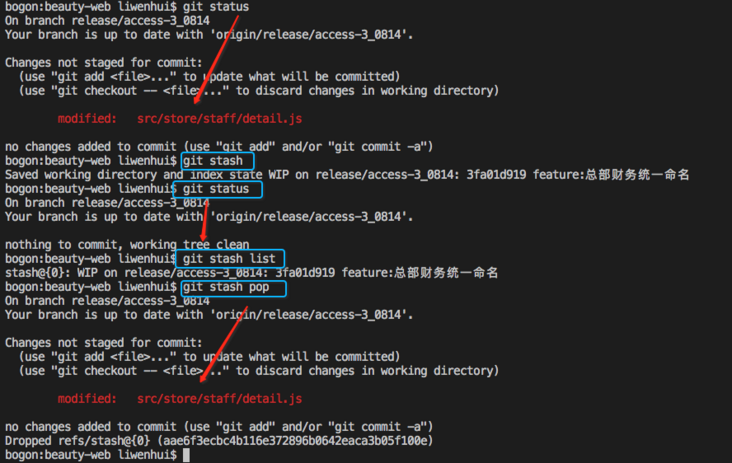 bogon:beauty-web liwenhui$ git status
On branch release/access-3_0814
Your branch is up to date with 'origin/release/access-3_0814'.
Changes not staged for commit:
(use "git add <file>..." to update what will be committed)
(use "git checkout -- <file>..." to discard changes in working directory)
modified: src/store/staff/detail.js
no changes added to commit (use "git add" and/or "git commit -a")
bogon:beauty-web liwenhui$ git stash
Saved working directory and index state WIP on release/access-3_0814: 3fa01d919 feature:总部财务统一命名
bogon:beauty-web liwenhui$ git status
On branch release/access-3_0814
Your branch is up to date with 'origin/release/access-3_0814'.
nothing to commit, working tree clean
bogon:beauty-web liwenhui$ git stash list
stash@{0}: WIP on release/access-3_0814: 3fa01d919 feature:总部财务统一命名
bogon:beauty-web liwenhui$ git stash pop
On branch release/access-3_0814
Your branch is up to date with 'origin/release/access-3_0814'.
Changes not staged for commit:
(use "git add <file>..." to update what will be committed)
(use "git checkout -- <file>..." to discard changes in working directory)
modified: src/store/staff/detail.js
no changes added to commit (use "git add" and/or "git commit -a")
Dropped refs/stash@{0} (aae6f3ecbc4b116e372896b0642eaca3b05f100e)
bogon:beauty-web liwenhui$